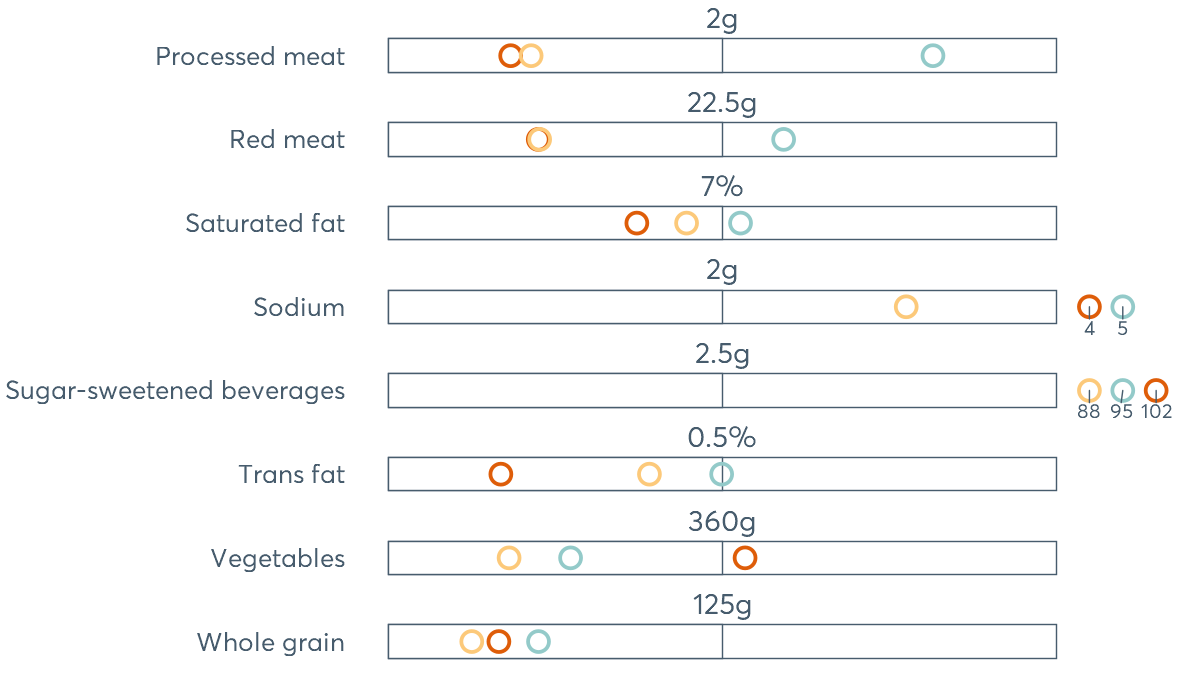 2g
Processed meat
22.5g
Red meat
7%
Saturated fat
2g
Sodium
4 5
2.5g
Sugar-sweetened beverages
88 95 102
0.5%
Trans fat
360g
Vegetables
125g
Whole grain